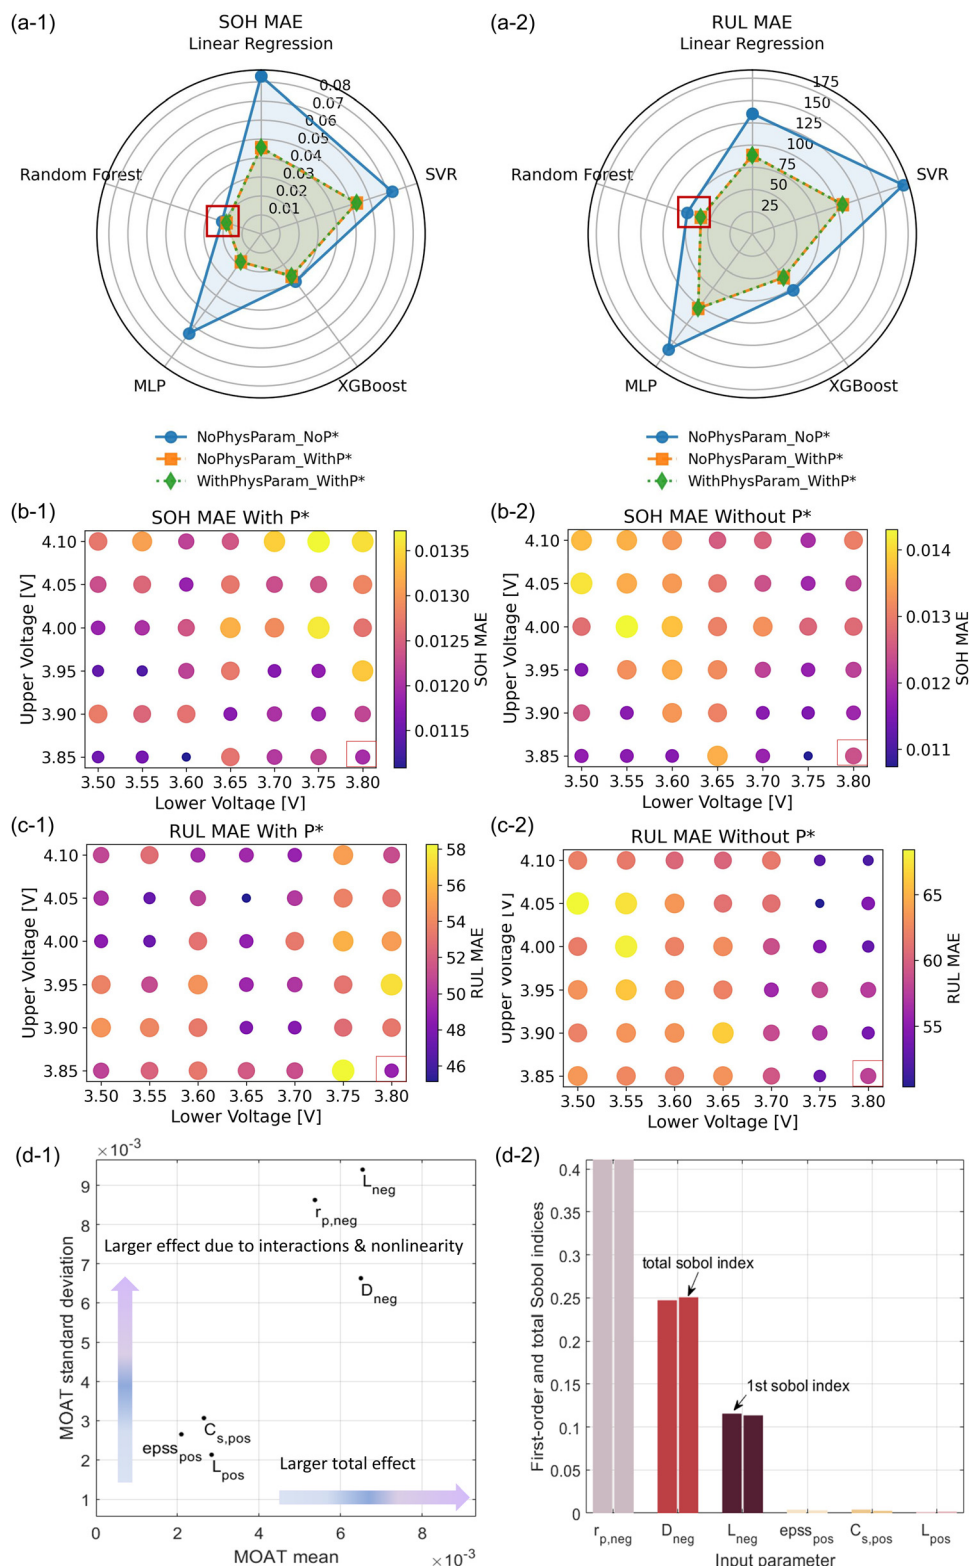 (a-1)
SOH MAE
Linear Regression
0.08
0.07
0.06
0.05
0.04
0.03
0.02
0.01
Random Forest
SVR
MLP
XGBoost
NoPhysParam_NoP*
NoPhysParam_WithP*
WithPhysParam_WithP*
(a-2)
RUL MAE
Linear Regression
175
150
125
100
75
50
25
Random Forest
SVR
MLP
XGBoost
NoPhysParam_NoP*
NoPhysParam_WithP*
WithPhysParam_WithP*
(b-1)
SOH MAE With P*
Upper Voltage [V]
4.10
4.05
4.00
3.95
3.90
3.85
3.50 3.55 3.60 3.65 3.70 3.75 3.80
Lower Voltage [V]
0.0135
0.0130
0.0125
0.0120
0.0115
SOH MAE
(b-2)
SOH MAE Without P*
Upper Voltage [V]
4.10
4.05
4.00
3.95
3.90
3.85
3.50 3.55 3.60 3.65 3.70 3.75 3.80
Lower Voltage [V]
0.014
0.013
0.012
0.011
SOH MAE
(c-1)
RUL MAE With P*
Upper Voltage [V]
4.10
4.05
4.00
3.95
3.90
3.85
3.50 3.55 3.60 3.65 3.70 3.75 3.80
Lower Voltage [V]
58
56
54
52
50
48
46
RUL MAE
(c-2)
RUL MAE Without P*
Upper voltage [V]
4.10
4.05
4.00
3.95
3.90
3.85
3.50 3.55 3.60 3.65 3.70 3.75 3.80
Lower Voltage [V]
65
60
55
RUL MAE
(d-1)
×10⁻³
MOAT standard deviation
9
8
7
6
5
4
3
2
1
L_neg
r_p,neg
Larger effect due to interactions & nonlinearity
D_neg
C_s,pos
epss_pos
L_pos
Larger total effect
0 2 4 6 8
MOAT mean
×10⁻³
(d-2)
First-order and total Sobol indices
0.4
0.35
0.3
0.25
0.2
0.15
0.1
0.05
0
total sobol index
1st sobol index
r_p,neg D_neg L_neg epss_pos C_s,pos L_pos
Input parameter